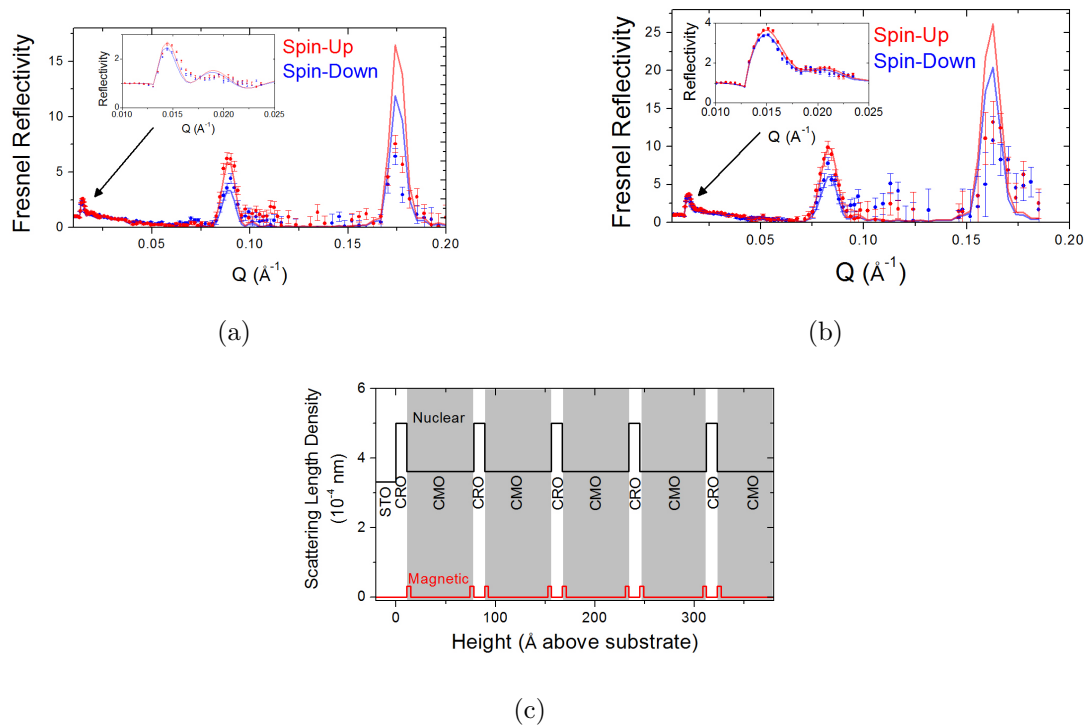 Spin-Up
Spin-Down
Fresnel Reflectivity
15
10
5
0
0.05
0.10
0.15
0.20
Q (Å⁻¹)
Reflectivity
2
1
0.010
0.015
0.020
0.025
Q (A⁻¹)
(a)
Spin-Up
Spin-Down
Fresnel Reflectivity
25
20
15
10
5
0
0.05
0.10
0.15
0.20
Q (Å⁻¹)
Reflectivity
4
2
0
0.010
0.015
0.020
0.025
Q (A⁻¹)
(b)
Scattering Length Density
(10⁻⁴ nm)
6
4
2
0
Nuclear
STO
CRO
CMO
CRO
CMO
CRO
CMO
CRO
CMO
CRO
CMO
Magnetic
0
100
200
300
Height (Å above substrate)
(c)